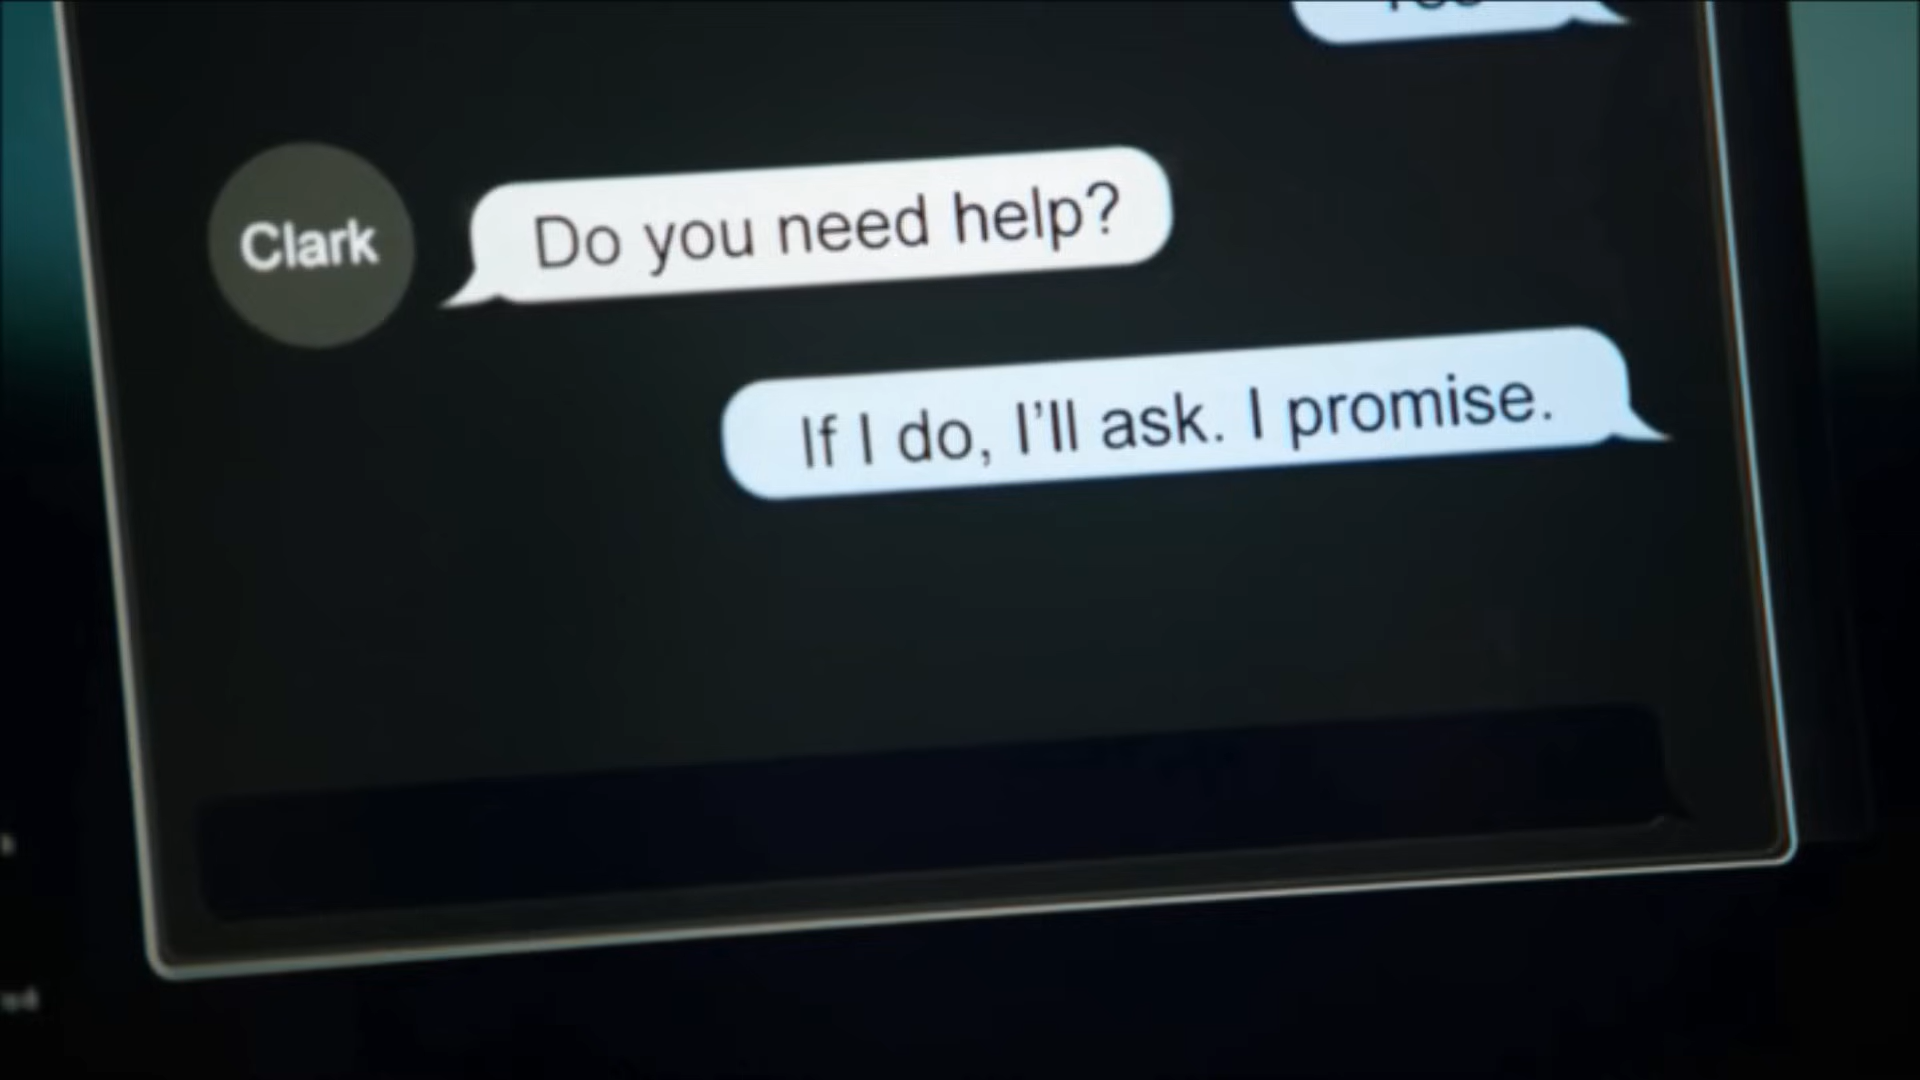 Clark
Do you need help?
If I do, I'll ask. I promise.